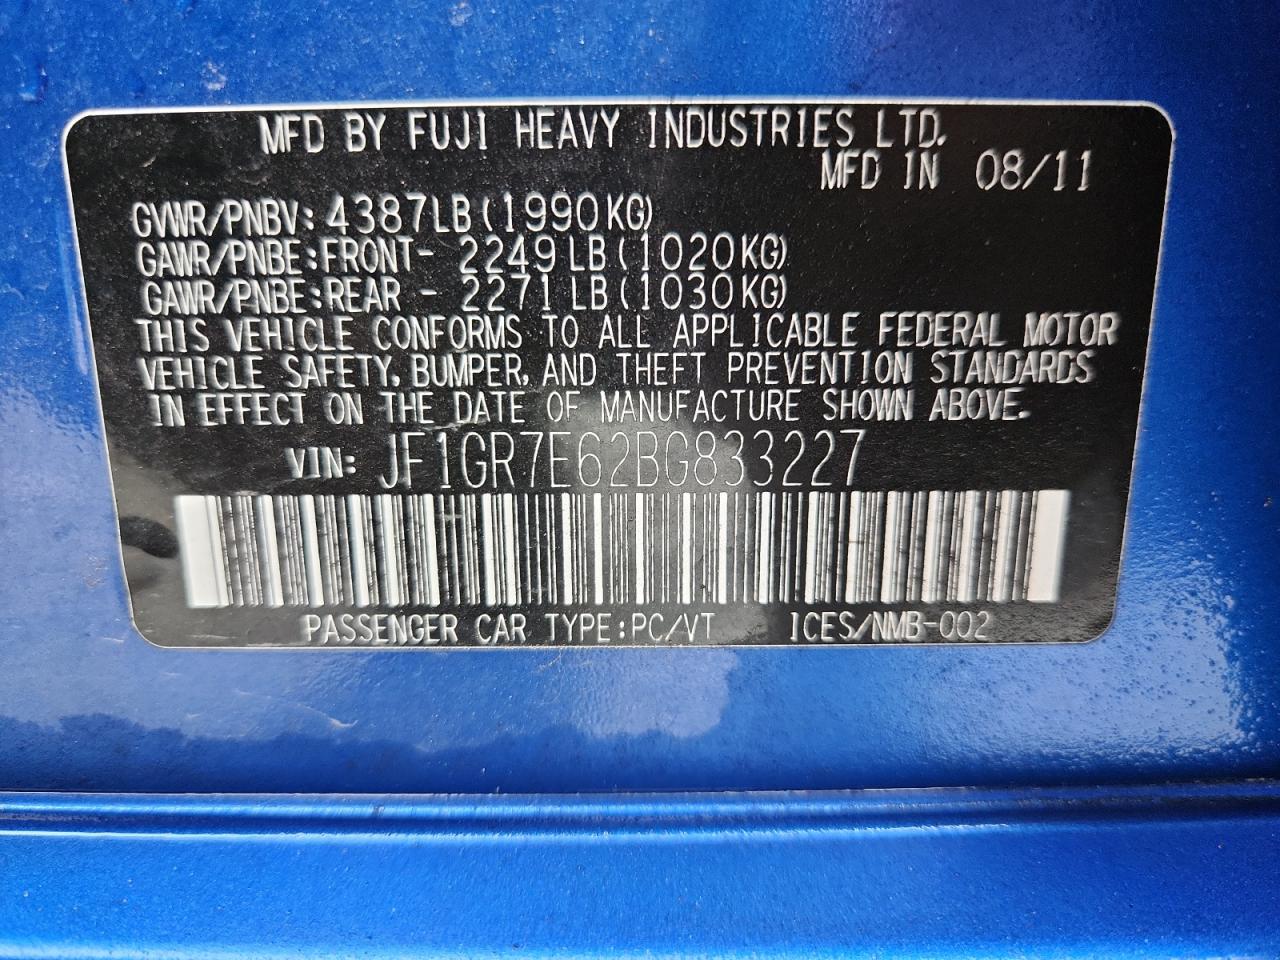 MFD BY FUJI HEAVY INDUSTRIES LTD.
MFD IN 08/11
GVWR/PNBV: 4387LB (1990KG)
GAWR/PNBE: FRONT- 2249 LB (1020KG)
GAWR/PNBE: REAR - 2271 LB (1030KG)
THIS VEHICLE CONFORMS TO ALL APPLICABLE FEDERAL MOTOR
VEHICLE SAFETY, BUMPER, AND THEFT PREVENTION STANDARDS
IN EFFECT ON THE DATE OF MANUFACTURE SHOWN ABOVE.
VIN: JF1GR7E62BG833227
PASSENGER CAR TYPE: PC/VT ICES/NMB-002